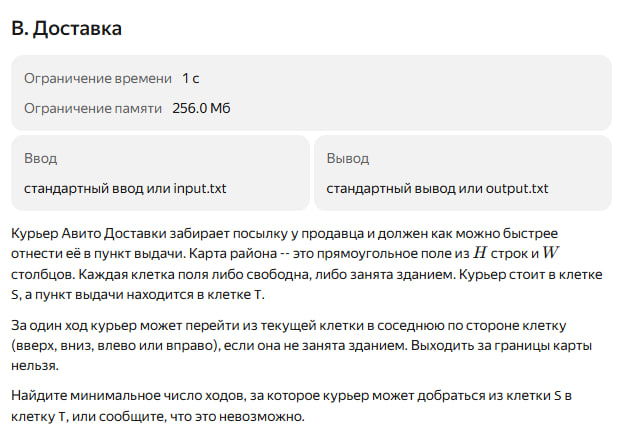 B. Доставка
Ограничение времени 1 с
Ограничение памяти 256.0 Мб
Ввод
стандартный ввод или input.txt
Вывод
стандартный вывод или output.txt
Курьер Авито Доставки забирает посылку у продавца и должен как можно быстрее
отнести её в пункт выдачи. Карта района -- это прямоугольное поле из H строк и W
столбцов. Каждая клетка поля либо свободна, либо занята зданием. Курьер стоит в клетке
S, а пункт выдачи находится в клетке T.
За один ход курьер может перейти из текущей клетки в соседнюю по стороне клетку
(вверх, вниз, влево или вправо), если она не занята зданием. Выходить за границы карты
нельзя.
Найдите минимальное число ходов, за которое курьер может добраться из клетки S в
клетку T, или сообщите, что это невозможно.